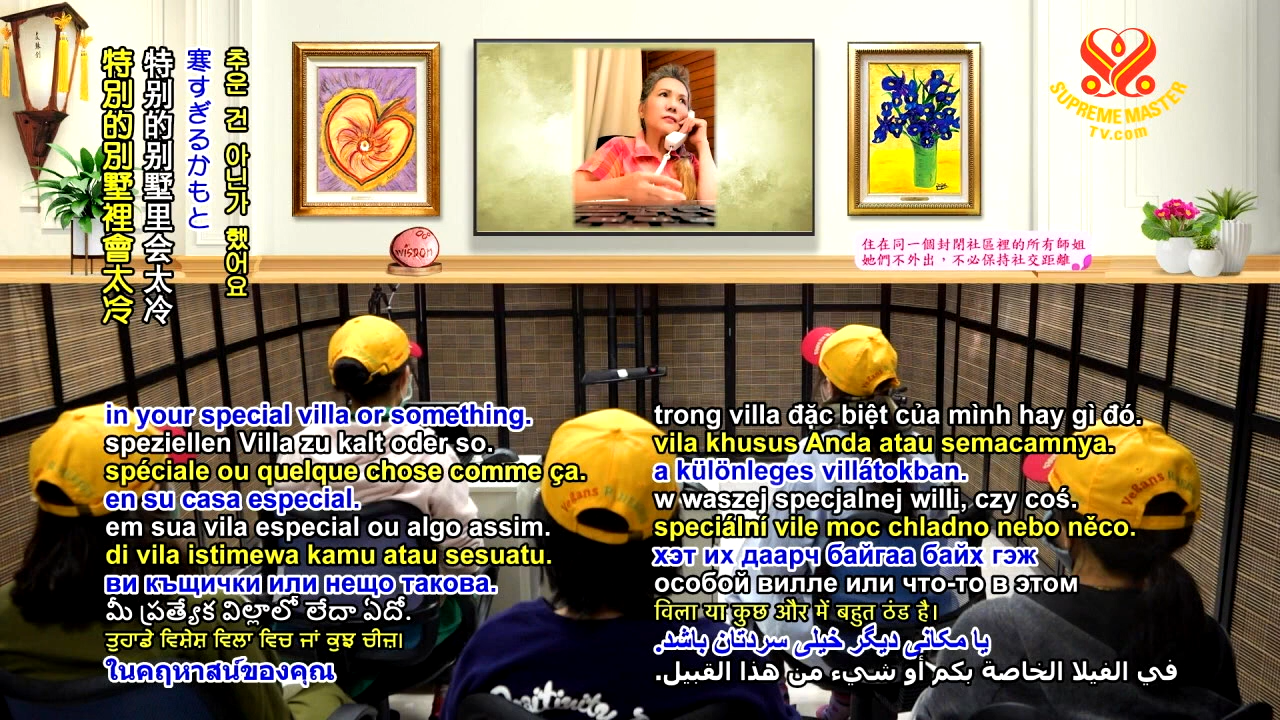 추운 건 아닌가 했어요
寒すぎるかもと
特别的别墅里会太冷
特別的別墅裡會太冷
SUPREME MASTER
TV.com
wisdom
住在同一個封閉社區裡的所有師姐
她們不外出，不必保持社交距離
in your special villa or something.
speziellen Villa zu kalt oder so.
spéciale ou quelque chose comme ça.
en su casa especial.
em sua vila especial ou algo assim.
di vila istimewa kamu atau sesuatu.
ви къщички или нещо такова.
మీ ప్రత్యేక విల్లాలో లేదా ఏదో.
ਤੁਹਾਡੇ ਵਿਸ਼ੇਸ਼ ਵਿਲਾ ਵਿਚ ਜਾਂ ਕੁਝ ਚੀਜ਼।
ในคฤหาสน์ของคุณ
trong villa đặc biệt của mình hay gì đó.
vila khusus Anda atau semacamnya.
a különleges villátokban.
w waszej specjalnej willi, czy coś.
speciální vile moc chladno nebo něco.
хэт их даарч байгаа байх гэж
особой вилле или что-то в этом
विला या कुछ और में बहुत ठंड है।
یا مکانی دیگر خیلی سردتان باشد.
في الفيلا الخاصة بكم أو شيء من هذا القبيل.